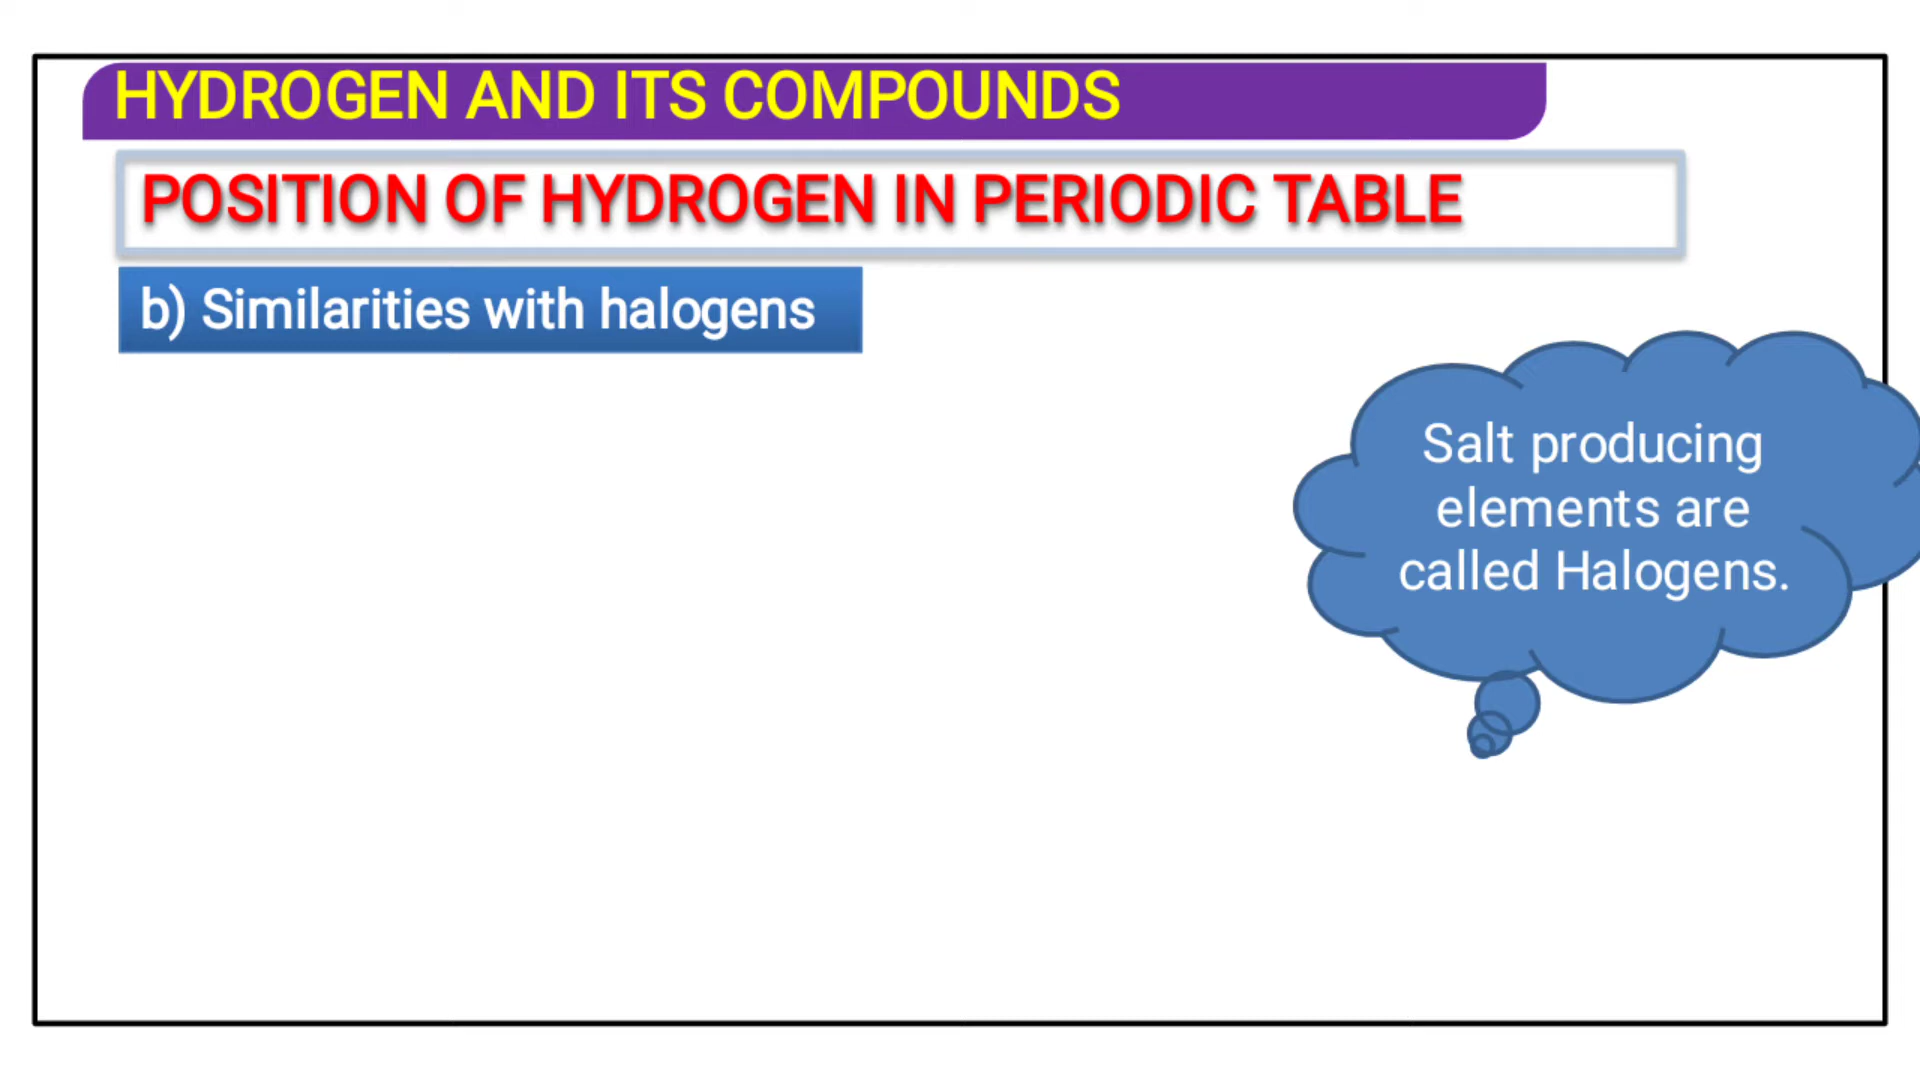 HYDROGEN AND ITS COMPOUNDS
POSITION OF HYDROGEN IN PERIODIC TABLE
b) Similarities with halogens
Salt producing
elements are
called Halogens.